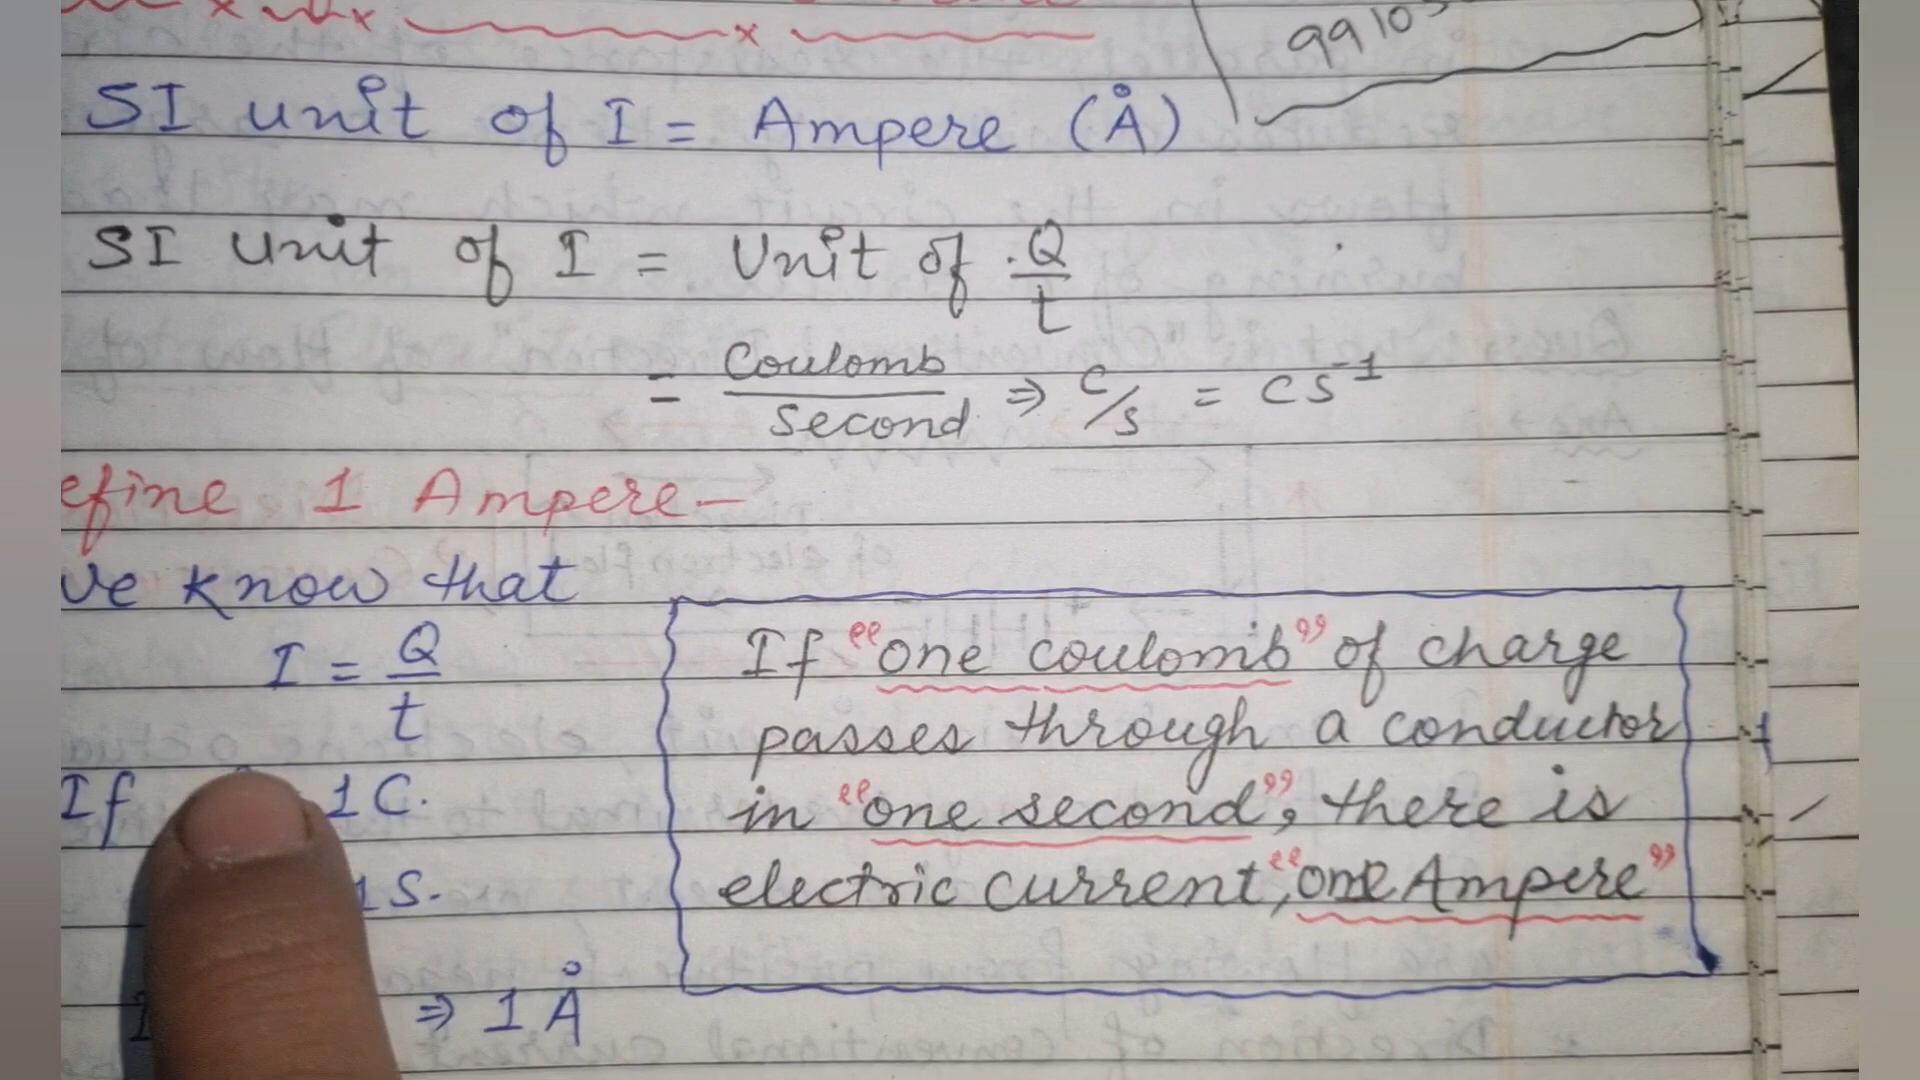 99105
SI unit of I = Ampere (Å)
SI Unit of I = Unit of Q/t
= Coulomb/second ⇒ C/s = CS⁻¹
efine 1 Ampere—
we know that
I = Q/t
If 1C.
1S.
⇒ 1Å
If "one coulomb" of charge
passes through a conductor
in "one second", there is
electric current, "one Ampere"